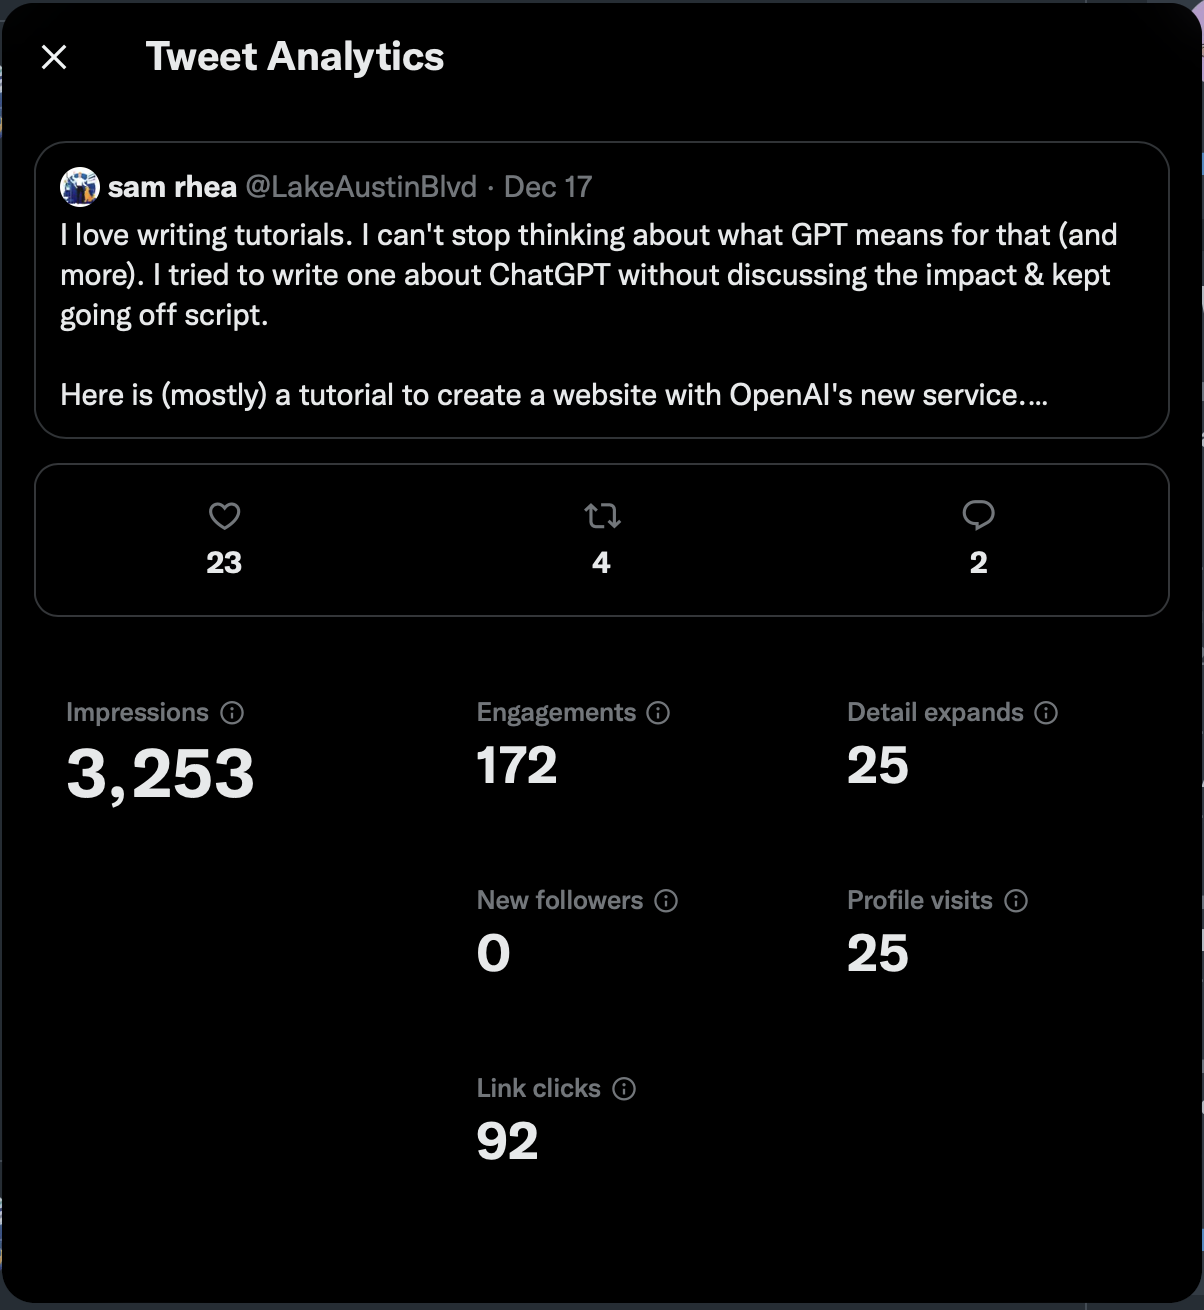 Tweet Analytics
sam rhea @LakeAustinBlvd · Dec 17
I love writing tutorials. I can't stop thinking about what GPT means for that (and
more). I tried to write one about ChatGPT without discussing the impact & kept
going off script.
Here is (mostly) a tutorial to create a website with OpenAI's new service.…
23 4 2
Impressions Engagements Detail expands
3,253 172 25
New followers Profile visits
0 25
Link clicks
92